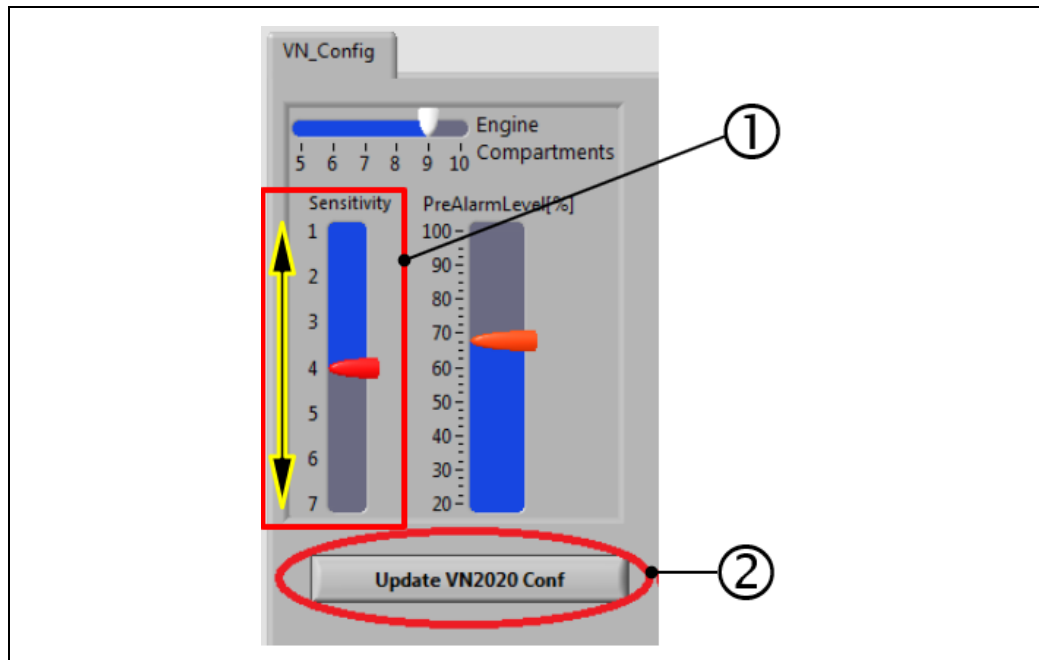 VN_Config
Engine
Compartments
5 6 7 8 9 10
Sensitivity
1
2
3
4
5
6
7
PreAlarmLevel[%]
100
90
80
70
60
50
40
30
20
Update VN2020 Conf
1
2